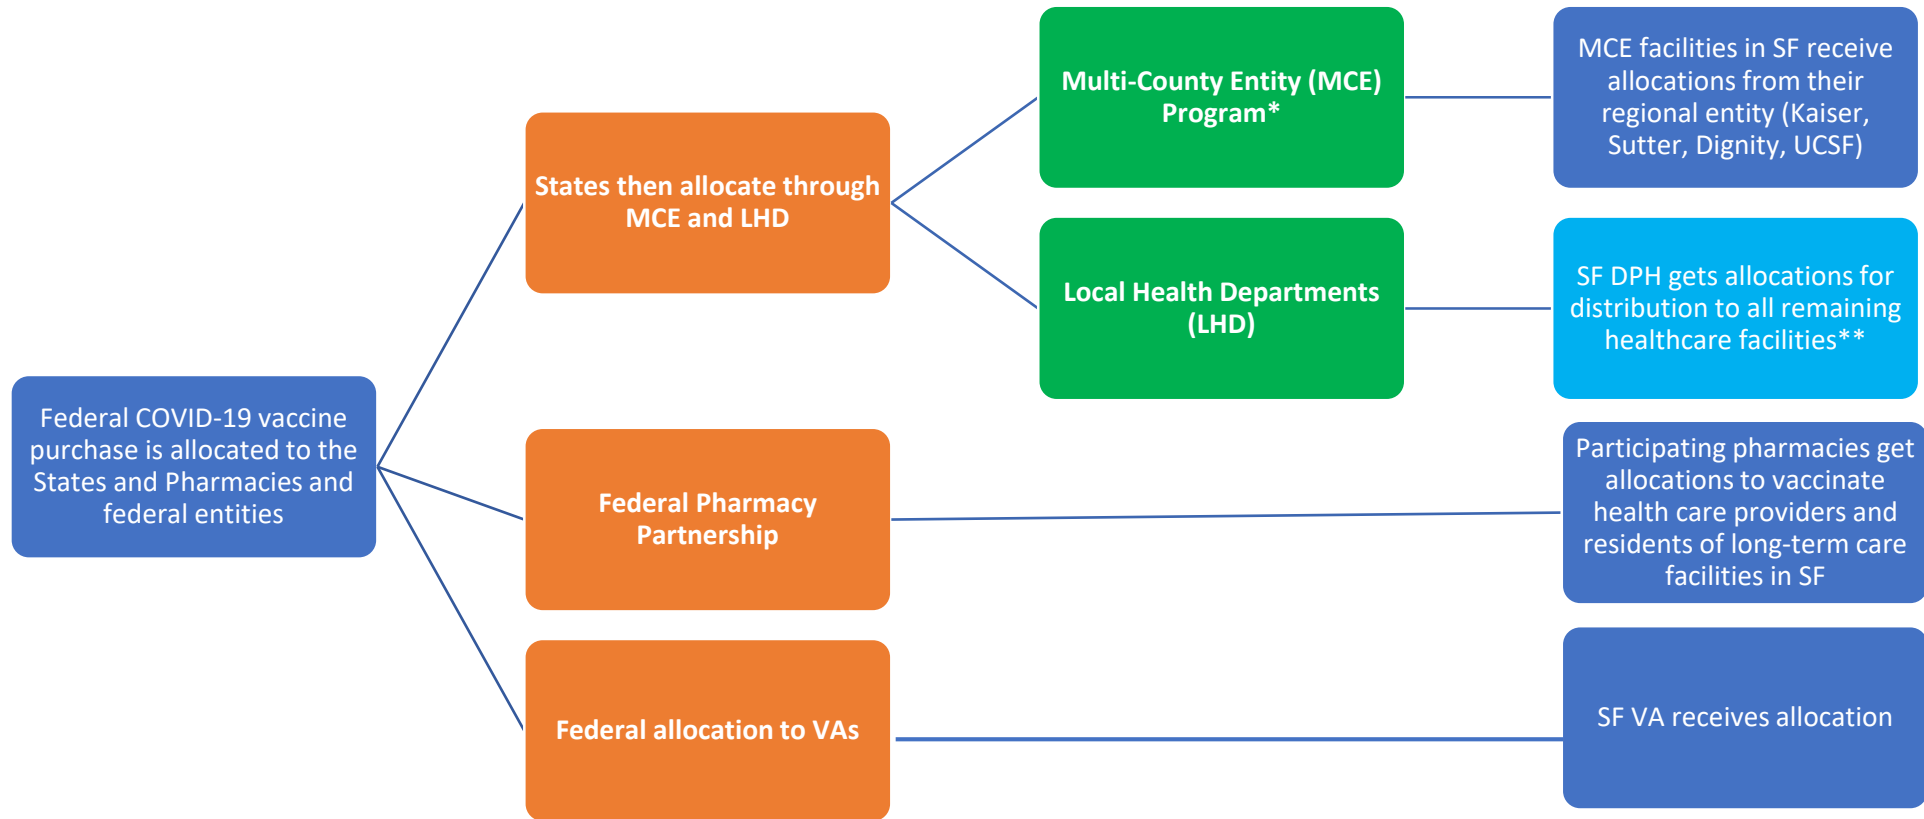 Federal COVID-19 vaccine
purchase is allocated to the
States and Pharmacies and
federal entities
States then allocate through
MCE and LHD
Federal Pharmacy
Partnership
Federal allocation to VAs
Multi-County Entity (MCE)
Program*
Local Health Departments
(LHD)
MCE facilities in SF receive
allocations from their
regional entity (Kaiser,
Sutter, Dignity, UCSF)
SF DPH gets allocations for
distribution to all remaining
healthcare facilities**
Participating pharmacies get
allocations to vaccinate
health care providers and
residents of long-term care
facilities in SF
SF VA receives allocation